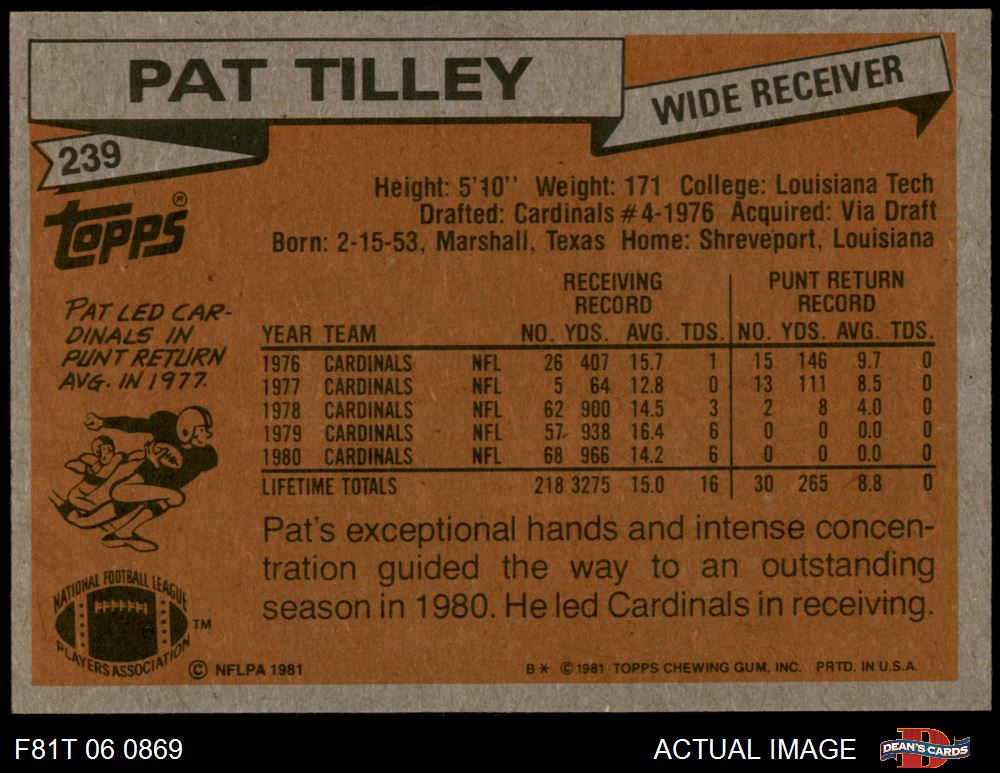 PAT TILLEY
WIDE RECEIVER
239
Topps®
Height: 5'10'' Weight: 171 College: Louisiana Tech
Drafted: Cardinals #4-1976 Acquired: Via Draft
Born: 2-15-53, Marshall, Texas Home: Shreveport, Louisiana
PAT LED CAR-
DINALS IN
PUNT RETURN
AVG. IN 1977.
RECEIVING RECORD PUNT RETURN RECORD
YEAR TEAM NO. YDS. AVG. TDS. NO. YDS. AVG. TDS.
1976 CARDINALS NFL 26 407 15.7 1 15 146 9.7 0
1977 CARDINALS NFL 5 64 12.8 0 13 111 8.5 0
1978 CARDINALS NFL 62 900 14.5 3 2 8 4.0 0
1979 CARDINALS NFL 57 938 16.4 6 0 0 0.0 0
1980 CARDINALS NFL 68 966 14.2 6 0 0 0.0 0
LIFETIME TOTALS 218 3275 15.0 16 30 265 8.8 0
Pat's exceptional hands and intense concen-
tration guided the way to an outstanding
season in 1980. He led Cardinals in receiving.
NATIONAL FOOTBALL LEAGUE
PLAYERS ASSOCIATION
TM
© NFLPA 1981
B* © 1981 TOPPS CHEWING GUM, INC. PRTD. IN U.S.A.
F81T 06 0869
ACTUAL IMAGE
DEAN'S CARDS